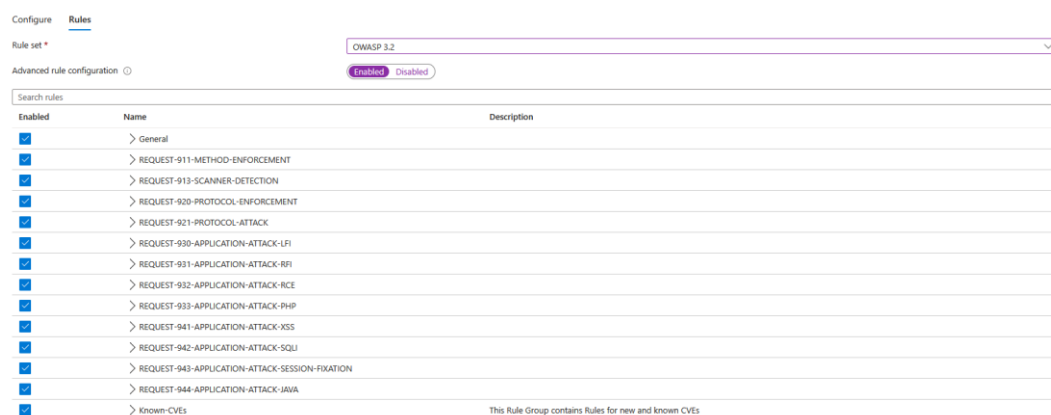 Configure Rules
Rule set *
OWASP 3.2
Advanced rule configuration
Enabled Disabled
Search rules
Enabled Name Description
General
REQUEST-911-METHOD-ENFORCEMENT
REQUEST-913-SCANNER-DETECTION
REQUEST-920-PROTOCOL-ENFORCEMENT
REQUEST-921-PROTOCOL-ATTACK
REQUEST-930-APPLICATION-ATTACK-LFI
REQUEST-931-APPLICATION-ATTACK-RFI
REQUEST-932-APPLICATION-ATTACK-RCE
REQUEST-933-APPLICATION-ATTACK-PHP
REQUEST-941-APPLICATION-ATTACK-XSS
REQUEST-942-APPLICATION-ATTACK-SQLI
REQUEST-943-APPLICATION-ATTACK-SESSION-FIXATION
REQUEST-944-APPLICATION-ATTACK-JAVA
Known-CVEs This Rule Group contains Rules for new and known CVEs